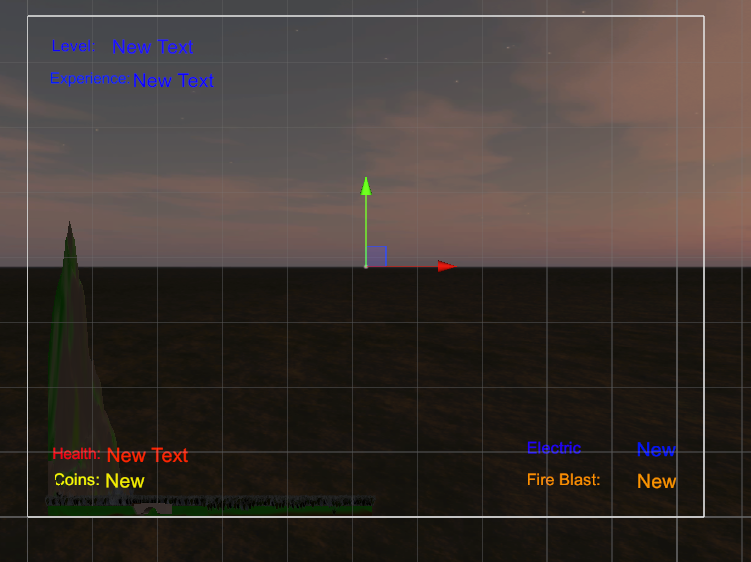 Level: New Text
Experience: New Text
Health: New Text
Coins: New
Electric New
Fire Blast: New